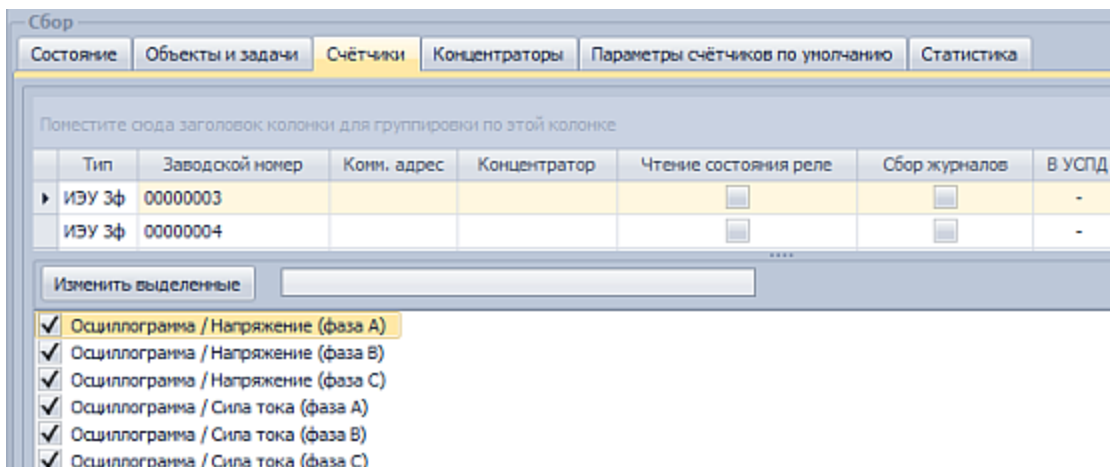 Сбор
Состояние Объекты и задачи Счётчики Концентраторы Параметры счётчиков по умолчанию Статистика
Поместите сюда заголовок колонки для группировки по этой колонке
Тип Заводской номер Комм. адрес Концентратор Чтение состояния реле Сбор журналов В УСПД
ИЭУ 3ф 00000003 -
ИЭУ 3ф 00000004 -
Изменить выделенные
Осциллограмма / Напряжение (фаза A)
Осциллограмма / Напряжение (фаза B)
Осциллограмма / Напряжение (фаза C)
Осциллограмма / Сила тока (фаза A)
Осциллограмма / Сила тока (фаза B)
Осциллограмма / Сила тока (фаза C)